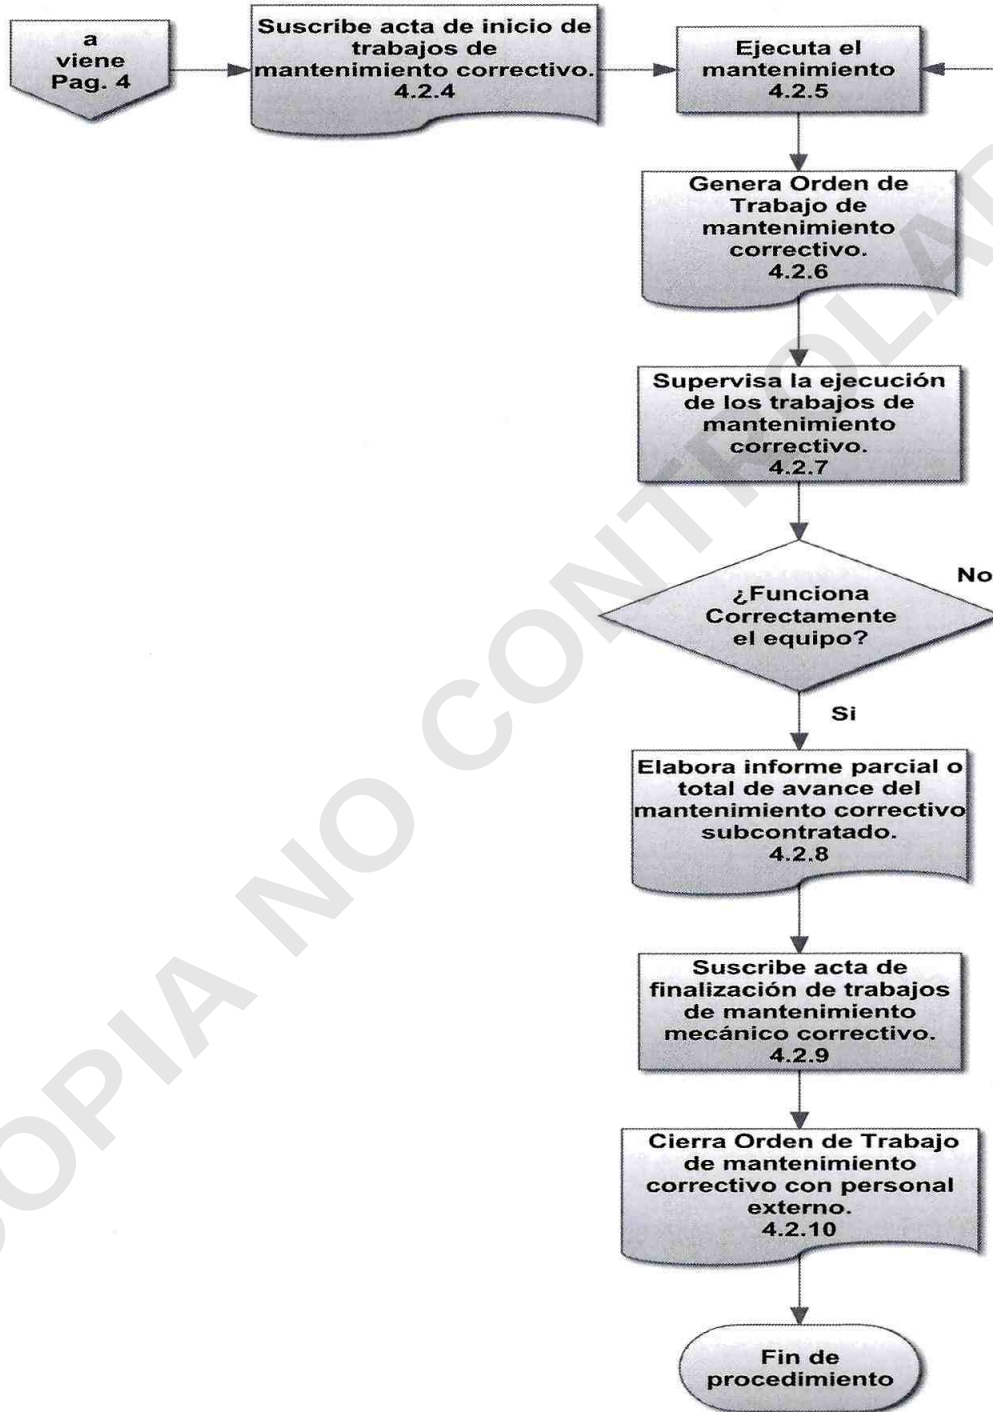 a
viene
Pag. 4
Suscribe acta de inicio de
trabajos de
mantenimiento correctivo.
4.2.4
Ejecuta el
mantenimiento
4.2.5
Genera Orden de
Trabajo de
mantenimiento
correctivo.
4.2.6
Supervisa la ejecución
de los trabajos de
mantenimiento
correctivo.
4.2.7
¿Funciona
Correctamente
el equipo?
No
Si
Elabora informe parcial o
total de avance del
mantenimiento correctivo
subcontratado.
4.2.8
Suscribe acta de
finalización de trabajos
de mantenimiento
mecánico correctivo.
4.2.9
Cierra Orden de Trabajo
de mantenimiento
correctivo con personal
externo.
4.2.10
Fin de
procedimiento
COPIA NO CONTROLAD